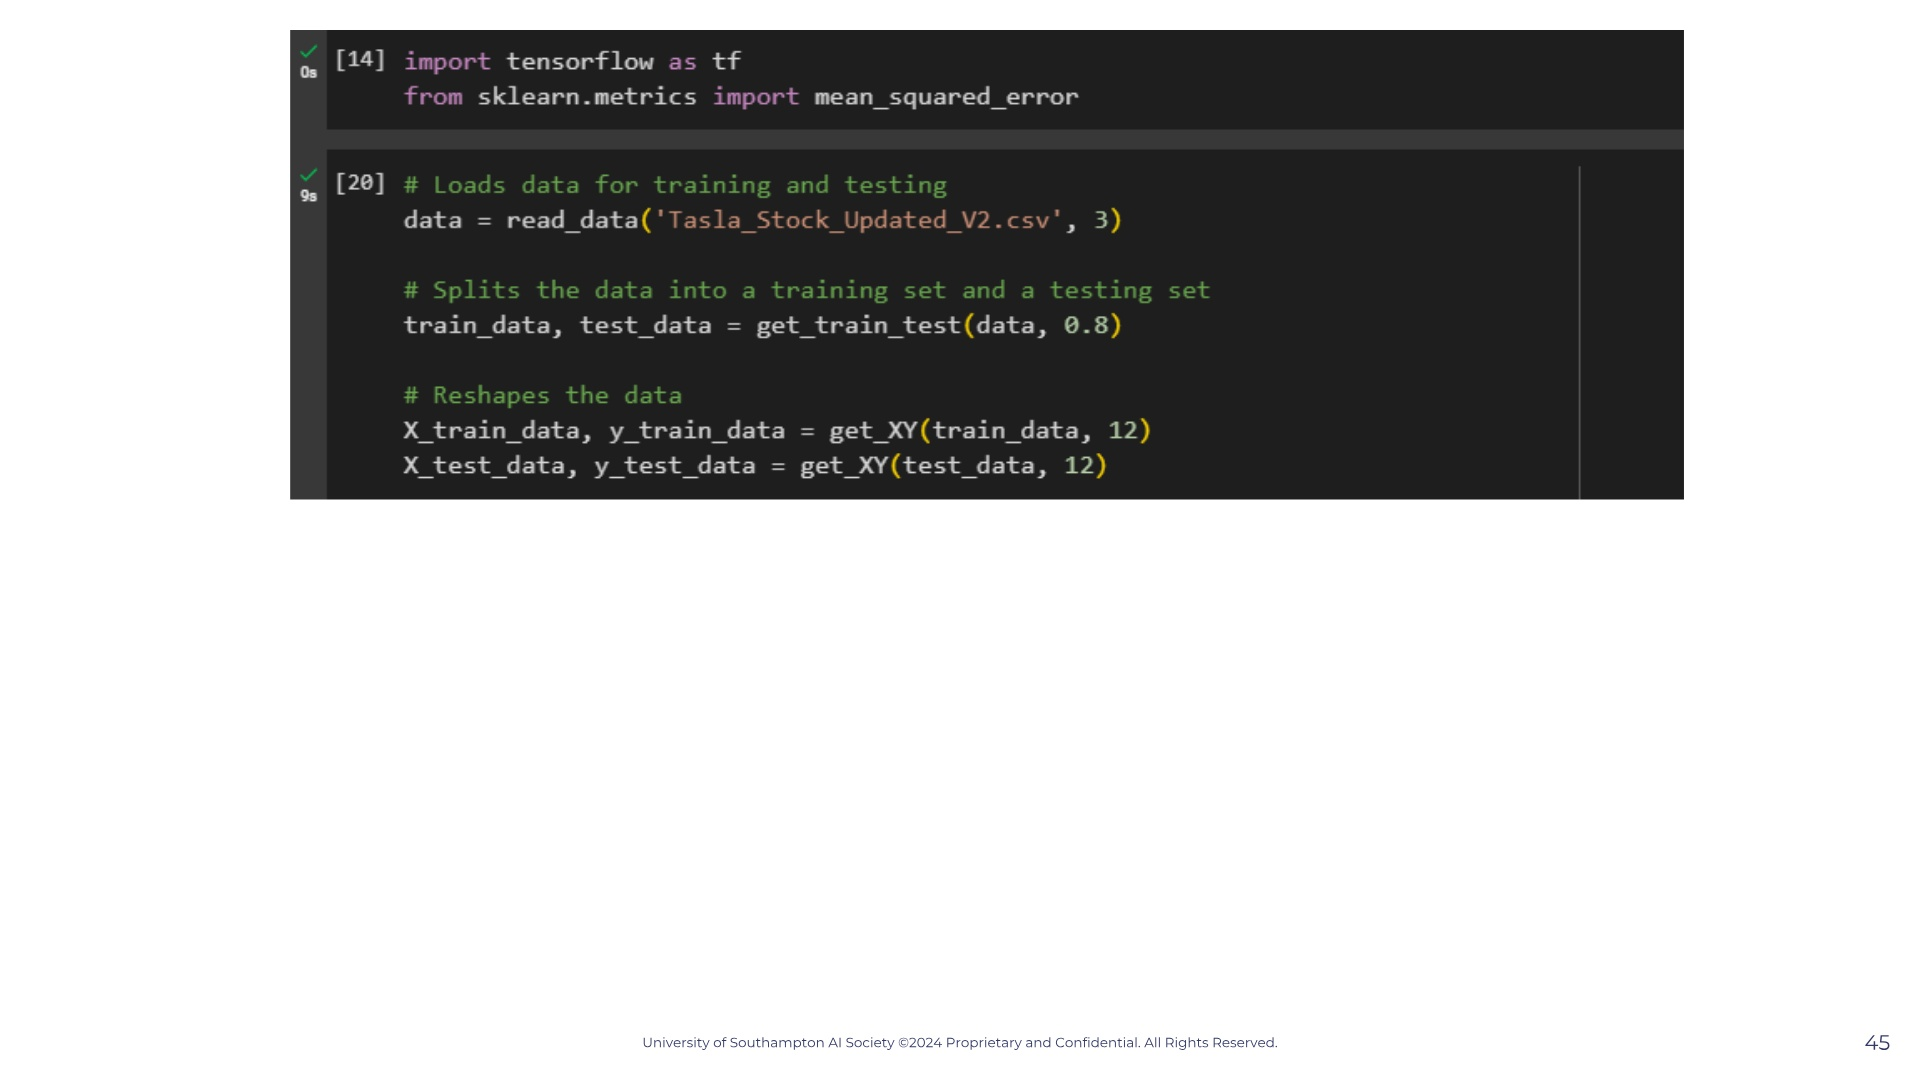 [14] import tensorflow as tf
0s
from sklearn.metrics import mean_squared_error
[20] # Loads data for training and testing
9s
data = read_data('Tasla_Stock_Updated_V2.csv', 3)
# Splits the data into a training set and a testing set
train_data, test_data = get_train_test(data, 0.8)
# Reshapes the data
X_train_data, y_train_data = get_XY(train_data, 12)
X_test_data, y_test_data = get_XY(test_data, 12)
University of Southampton AI Society ©2024 Proprietary and Confidential. All Rights Reserved.
45